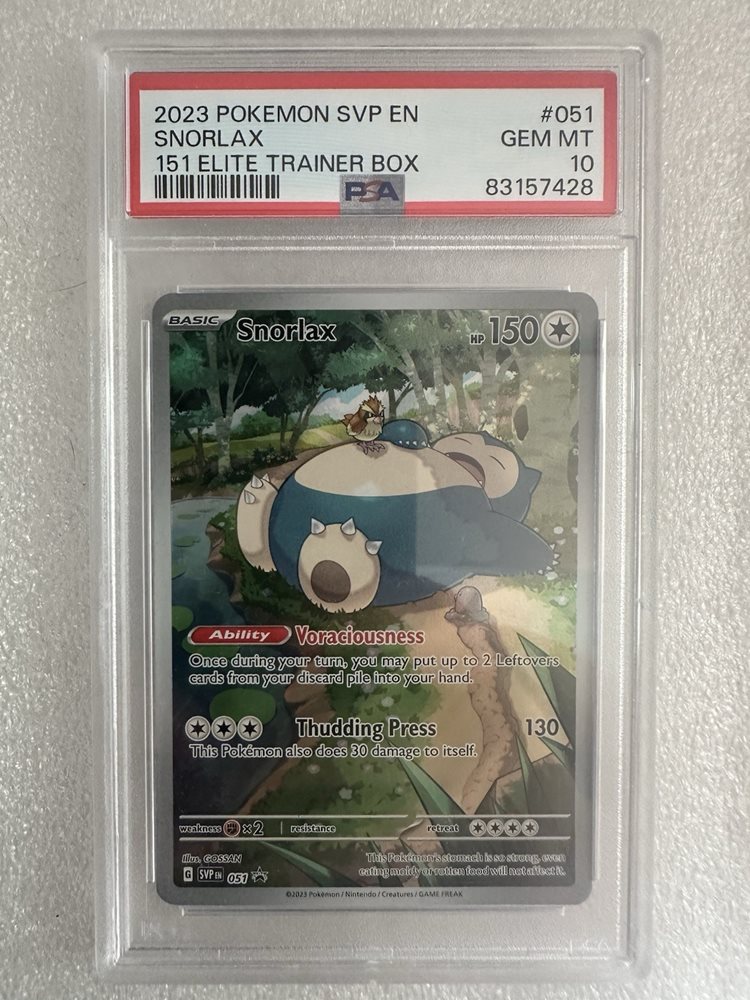 2023 POKEMON SVP EN #051
SNORLAX GEM MT
151 ELITE TRAINER BOX 10
PSA 83157428
BASIC Snorlax HP 150
Ability Voraciousness
Once during your turn, you may put up to 2 Leftovers
cards from your discard pile into your hand.
Thudding Press 130
This Pokémon also does 30 damage to itself.
weakness ×2 resistance retreat
Illus. GOSSAN
This Pokémon's stomach is so strong, even
eating moldy or rotten food will not affect it.
G SVP EN 051
©2023 Pokémon / Nintendo / Creatures / GAME FREAK